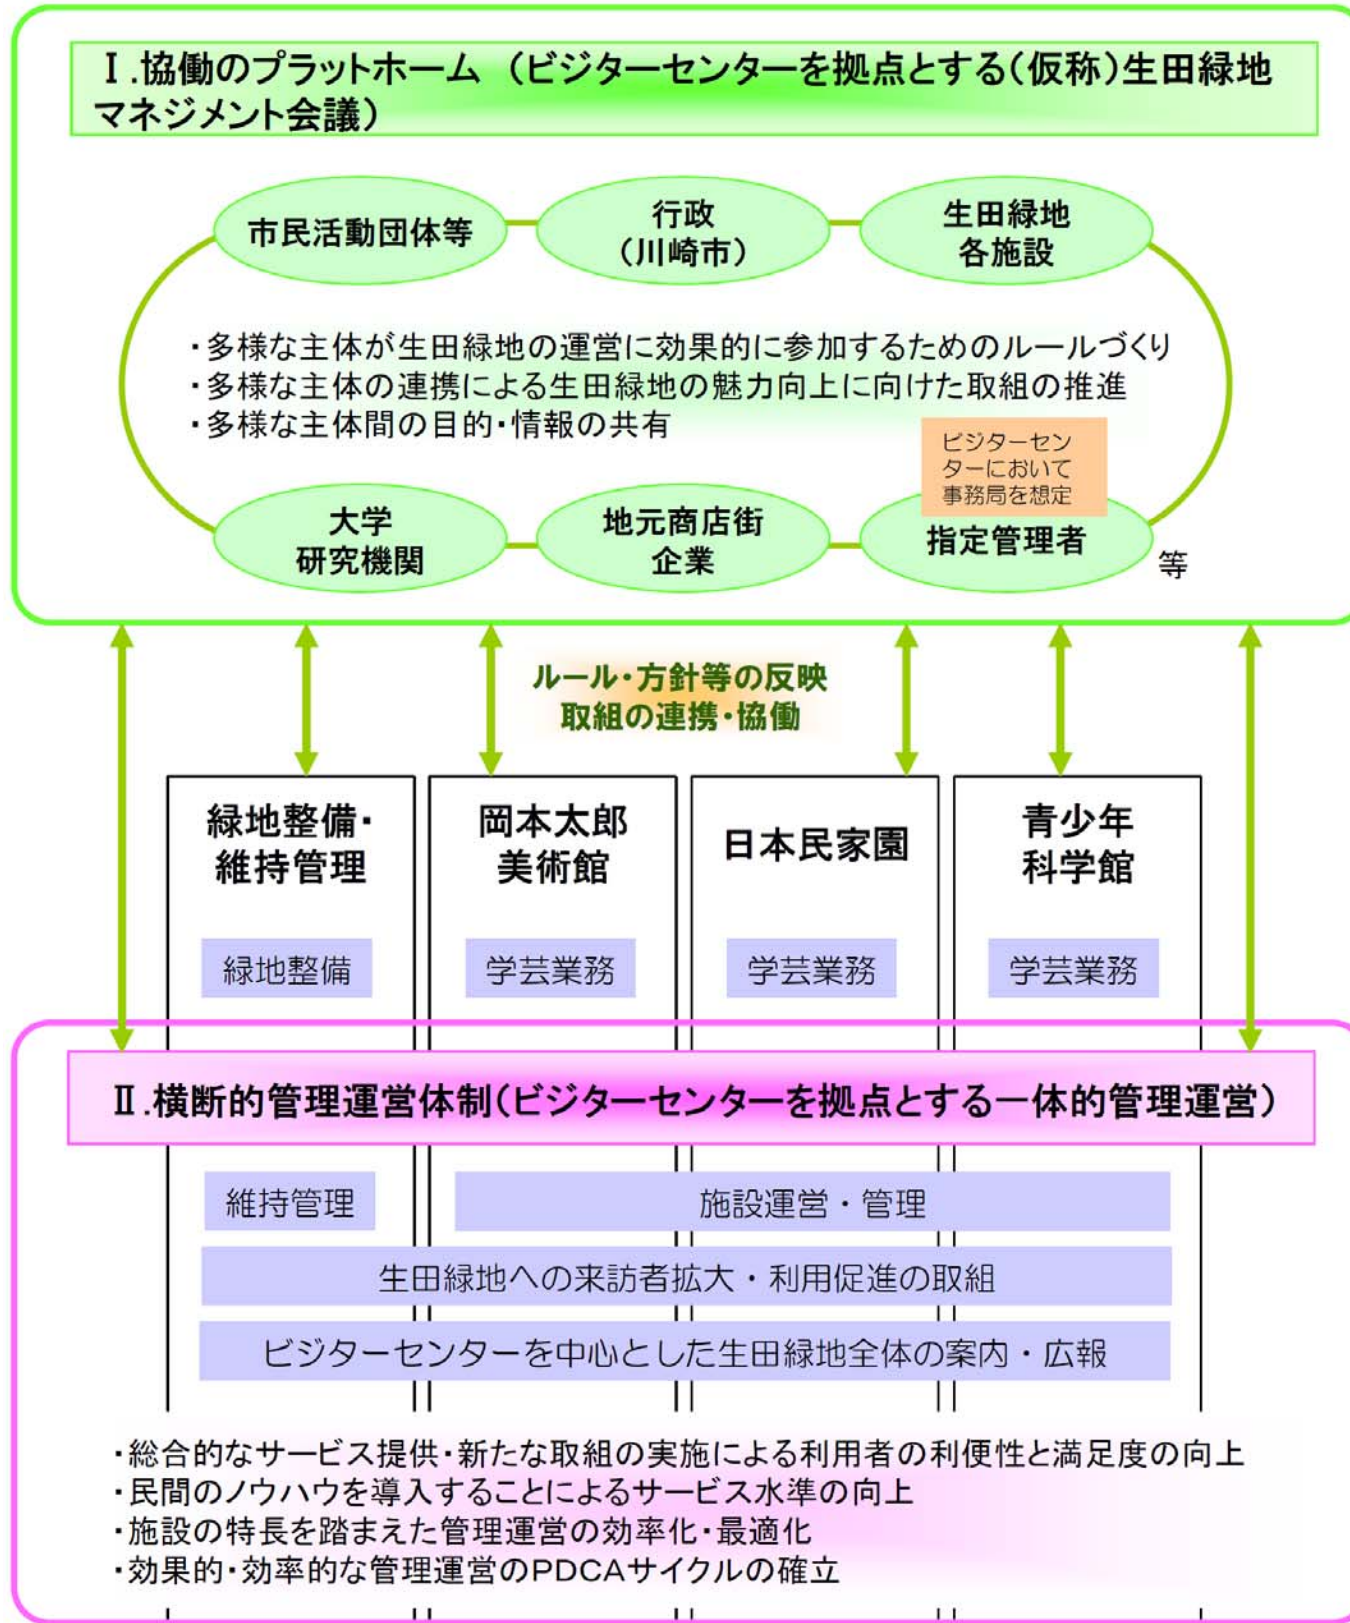 Ⅰ.協働のプラットホーム （ビジターセンターを拠点とする(仮称)生田緑地
マネジメント会議）
市民活動団体等
行政
（川崎市）
生田緑地
各施設
・多様な主体が生田緑地の運営に効果的に参加するためのルールづくり
・多様な主体の連携による生田緑地の魅力向上に向けた取組の推進
・多様な主体間の目的・情報の共有
ビジターセン
ターにおいて
事務局を想定
大学
研究機関
地元商店街
企業
指定管理者
等
ルール・方針等の反映
取組の連携・協働
緑地整備・
維持管理
岡本太郎
美術館
日本民家園
青少年
科学館
緑地整備
学芸業務
学芸業務
学芸業務
Ⅱ.横断的管理運営体制(ビジターセンターを拠点とする一体的管理運営)
維持管理
施設運営・管理
生田緑地への来訪者拡大・利用促進の取組
ビジターセンターを中心とした生田緑地全体の案内・広報
・総合的なサービス提供・新たな取組の実施による利用者の利便性と満足度の向上
・民間のノウハウを導入することによるサービス水準の向上
・施設の特長を踏まえた管理運営の効率化・最適化
・効果的・効率的な管理運営のPDCAサイクルの確立